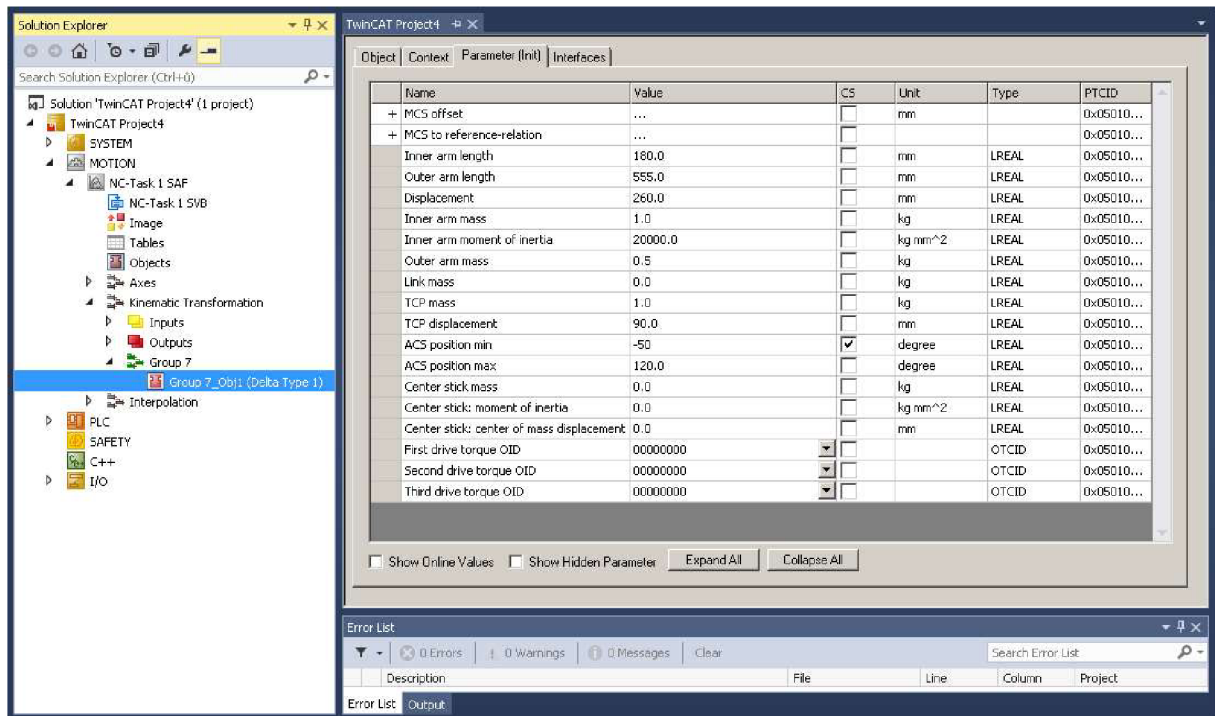 Solution Explorer
Search Solution Explorer (Ctrl+ú)
Solution 'TwinCAT Project4' (1 project)
TwinCAT Project4
SYSTEM
MOTION
NC-Task 1 SAF
NC-Task 1 SVB
Image
Tables
Objects
Axes
Kinematic Transformation
Inputs
Outputs
Group 7
Group 7_Obj1 (Delta Type 1)
Interpolation
PLC
SAFETY
C++
I/O
TwinCAT Project4
Object Context Parameter (Init) Interfaces
Name Value CS Unit Type PTCID
+ MCS offset ... mm 0x05010...
+ MCS to reference-relation ... 0x05010...
Inner arm length 180.0 mm LREAL 0x05010...
Outer arm length 555.0 mm LREAL 0x05010...
Displacement 260.0 mm LREAL 0x05010...
Inner arm mass 1.0 kg LREAL 0x05010...
Inner arm moment of inertia 20000.0 kg mm^2 LREAL 0x05010...
Outer arm mass 0.5 kg LREAL 0x05010...
Link mass 0.0 kg LREAL 0x05010...
TCP mass 1.0 kg LREAL 0x05010...
TCP displacement 90.0 mm LREAL 0x05010...
ACS position min -50 degree LREAL 0x05010...
ACS position max 120.0 degree LREAL 0x05010...
Center stick mass 0.0 kg LREAL 0x05010...
Center stick: moment of inertia 0.0 kg mm^2 LREAL 0x05010...
Center stick: center of mass displacement 0.0 mm LREAL 0x05010...
First drive torque OID 00000000 OTCID 0x05010...
Second drive torque OID 00000000 OTCID 0x05010...
Third drive torque OID 00000000 OTCID 0x05010...
Show Online Values Show Hidden Parameter Expand All Collapse All
Error List
0 Errors 0 Warnings 0 Messages Clear Search Error List
Description File Line Column Project
Error List Output